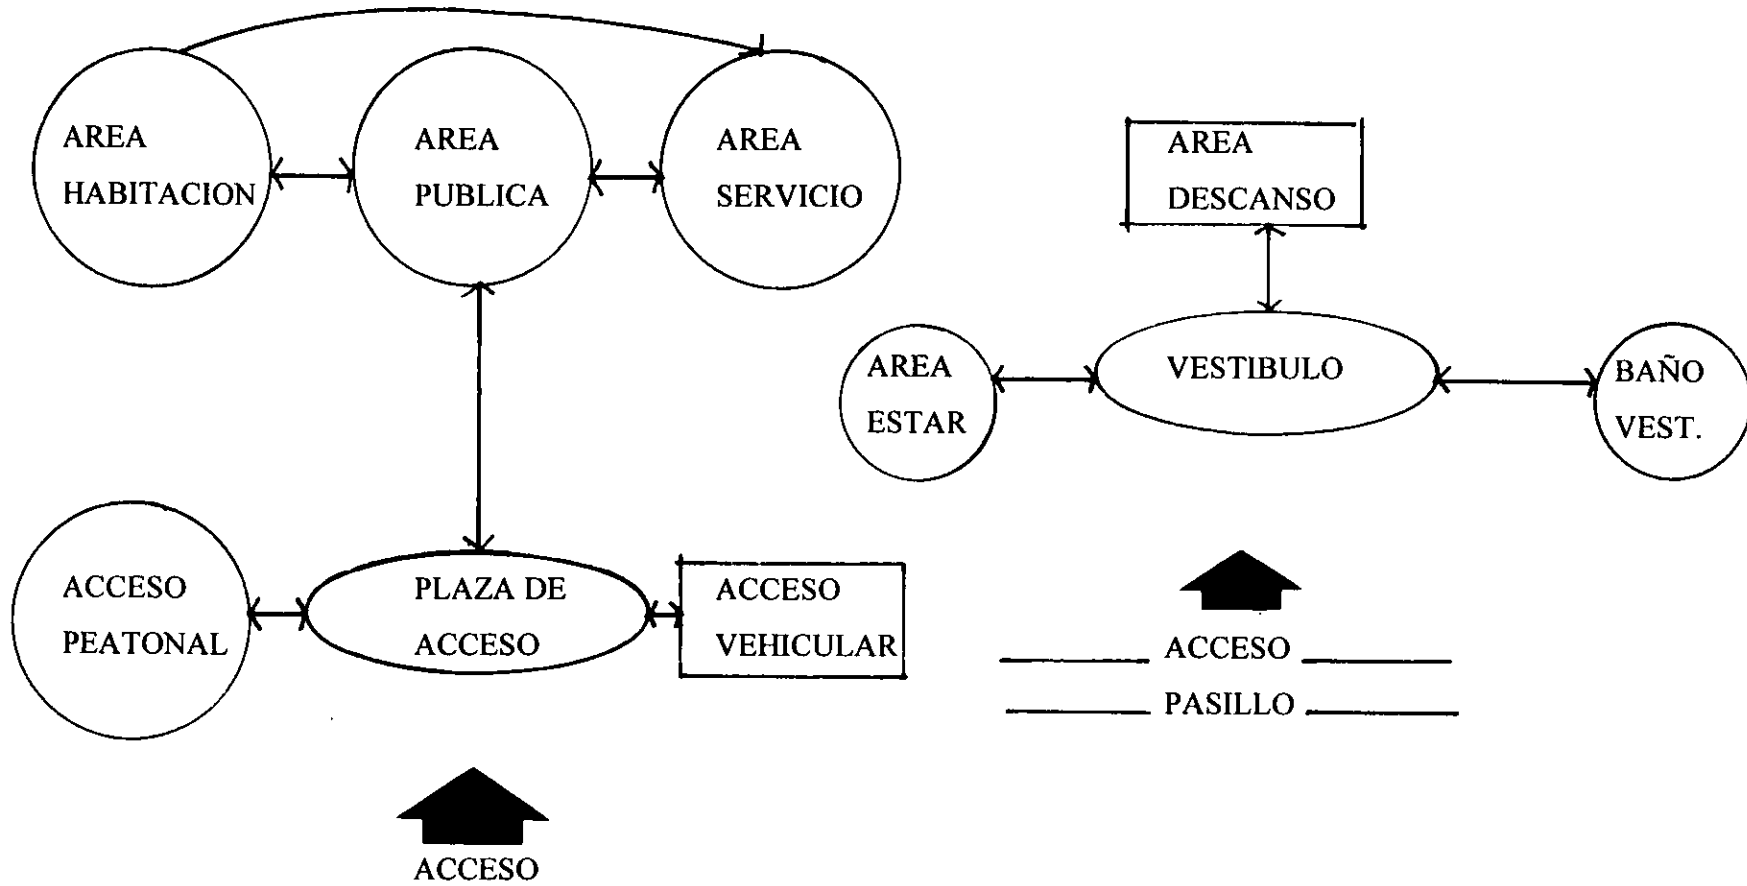 AREA
HABITACION
AREA
PUBLICA
AREA
SERVICIO
ACCESO
PEATONAL
PLAZA DE
ACCESO
ACCESO
VEHICULAR
ACCESO
AREA
DESCANSO
AREA
ESTAR
VESTIBULO
BAÑO
VEST.
ACCESO
PASILLO